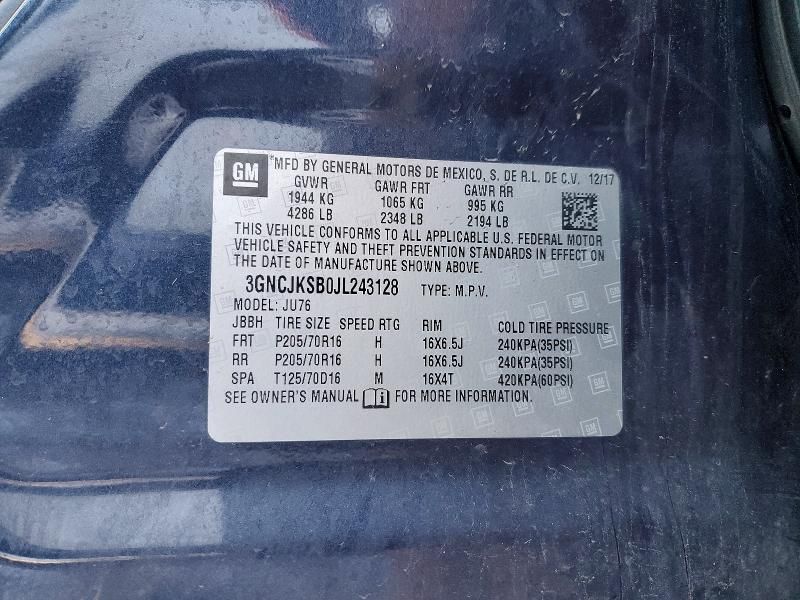 GM *MFD BY GENERAL MOTORS DE MEXICO, S. DE R.L. DE C.V. 12/17
GVWR GAWR FRT GAWR RR
1944 KG 1065 KG 995 KG
4286 LB 2348 LB 2194 LB
THIS VEHICLE CONFORMS TO ALL APPLICABLE U.S. FEDERAL MOTOR
VEHICLE SAFETY AND THEFT PREVENTION STANDARDS IN EFFECT ON
THE DATE OF MANUFACTURE SHOWN ABOVE.
3GNCJKSB0JL243128 TYPE: M.P.V.
MODEL: JU76
JBBH TIRE SIZE SPEED RTG RIM COLD TIRE PRESSURE
FRT P205/70R16 H 16X6.5J 240KPA(35PSI)
RR P205/70R16 H 16X6.5J 240KPA(35PSI)
SPA T125/70D16 M 16X4T 420KPA(60PSI)
SEE OWNER'S MANUAL FOR MORE INFORMATION.